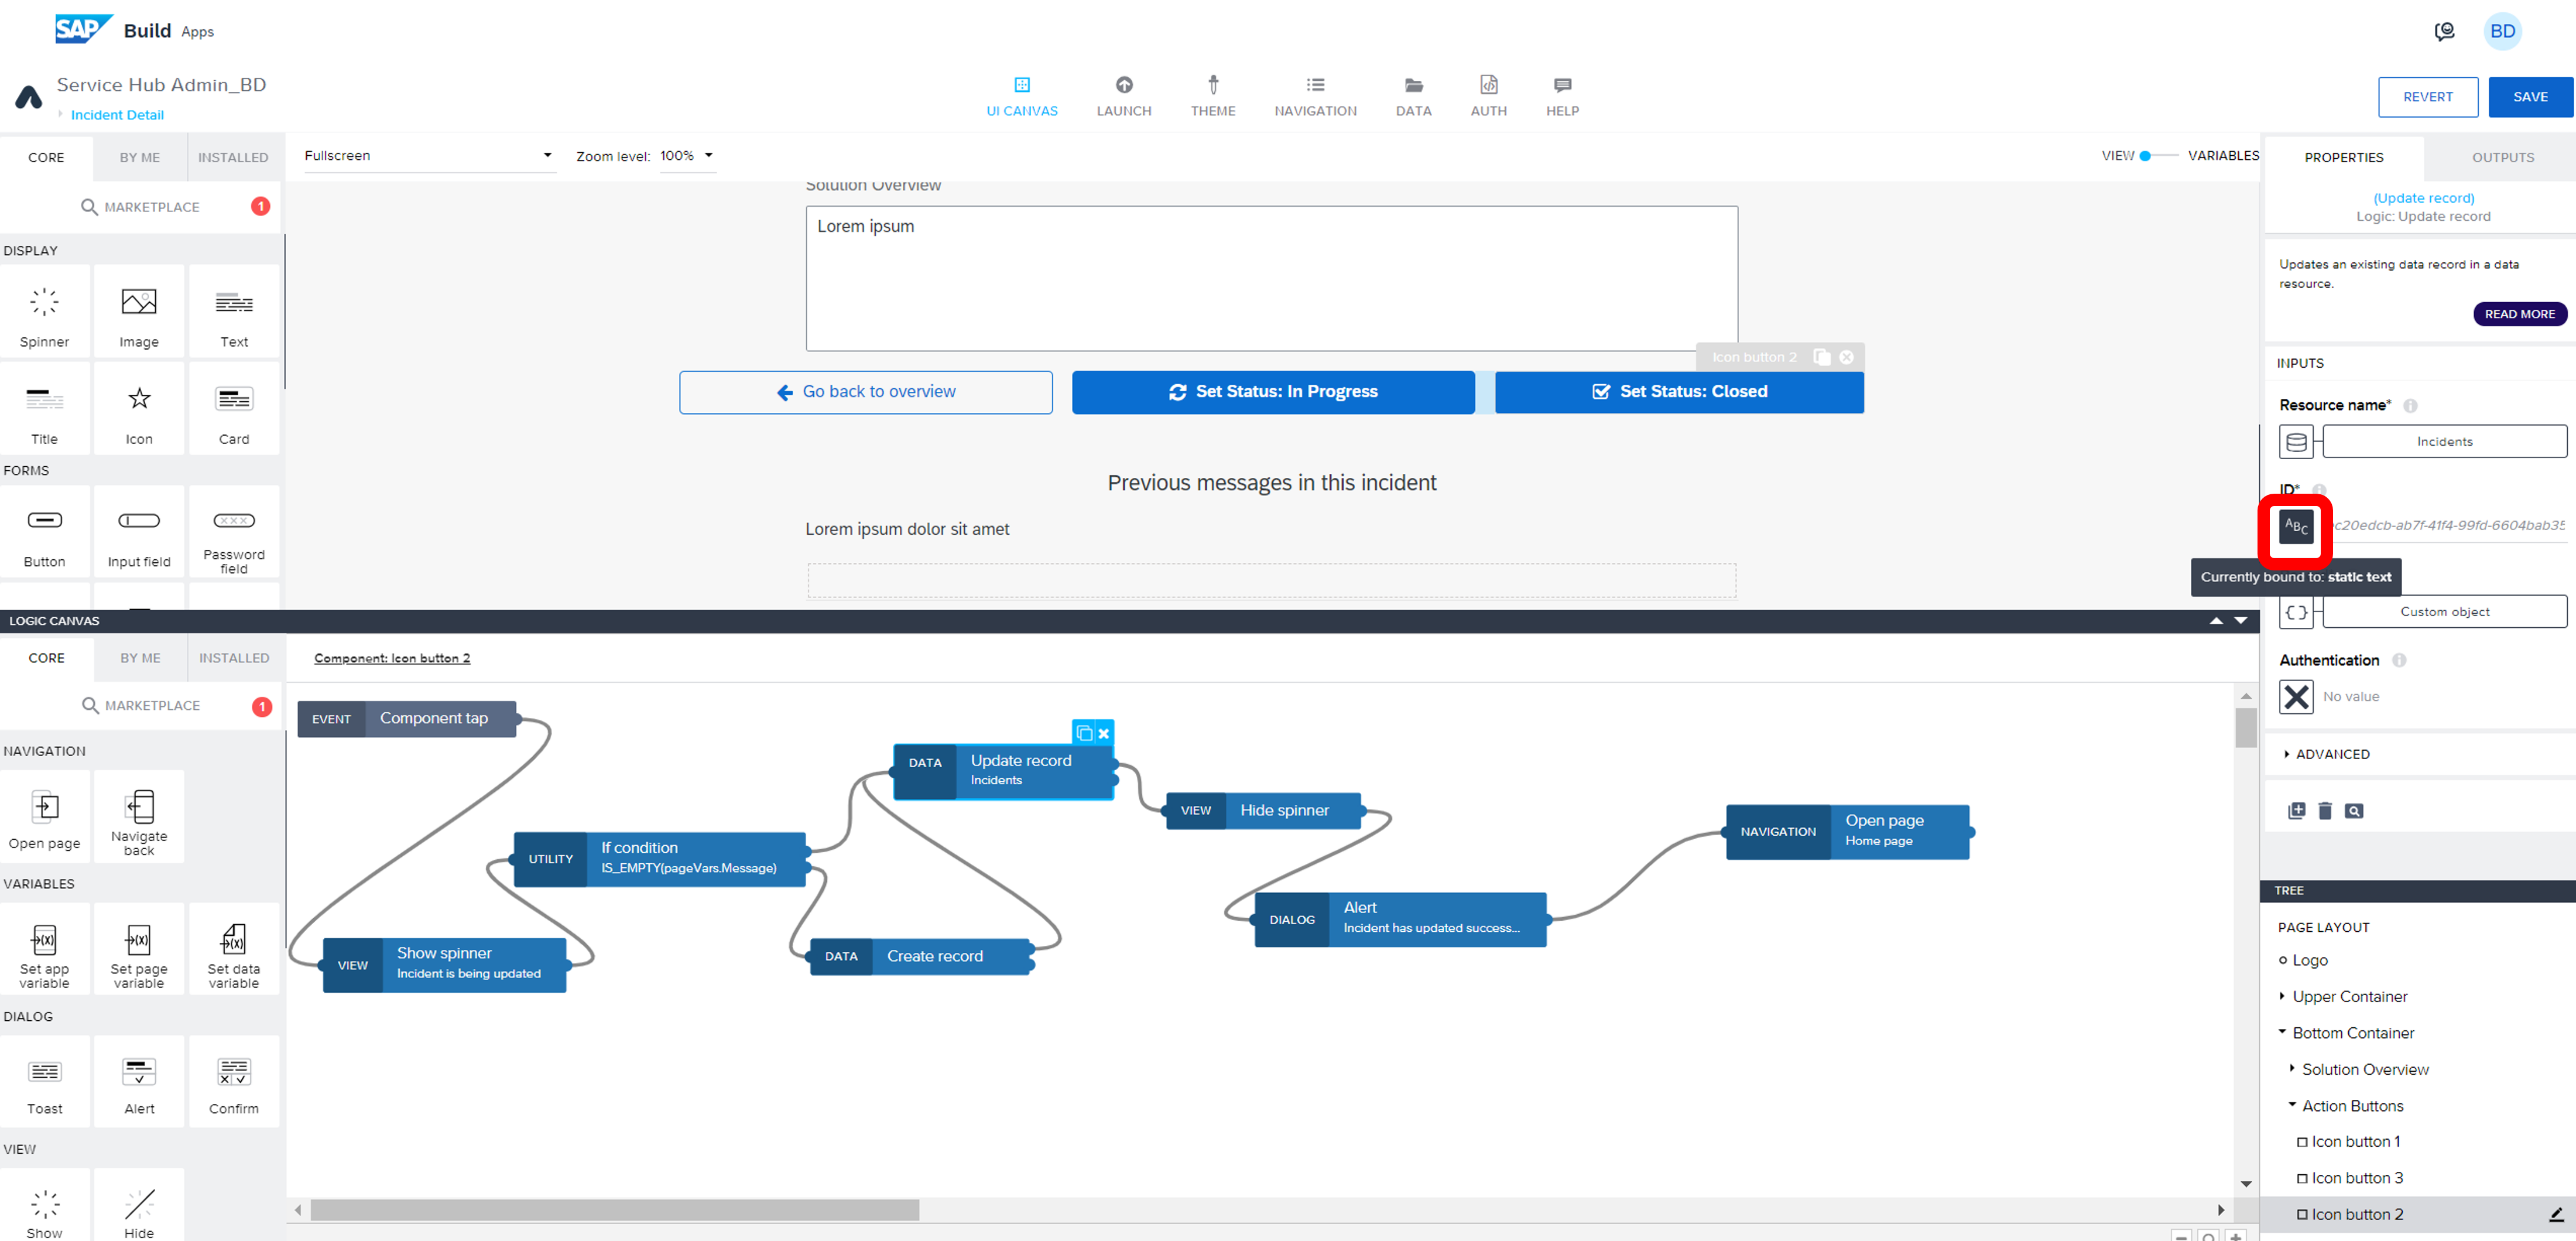 SAP Build Apps
BD
Service Hub Admin_BD
Incident Detail
UI CANVAS
LAUNCH
THEME
NAVIGATION
DATA
AUTH
HELP
REVERT
SAVE
CORE
BY ME
INSTALLED
Fullscreen
Zoom level: 100%
VIEW
VARIABLES
PROPERTIES
OUTPUTS
MARKETPLACE
1
DISPLAY
Spinner
Image
Text
Title
Icon
Card
FORMS
Button
Input field
Password
field
Solution Overview
Lorem ipsum
Icon button 2
Go back to overview
Set Status: In Progress
Set Status: Closed
Previous messages in this incident
Lorem ipsum dolor sit amet
(Update record)
Logic: Update record
Updates an existing data record in a data
resource.
READ MORE
INPUTS
Resource name*
Incidents
ID*
ABC
c20edcb-ab7f-41f4-99fd-6604bab35
Currently bound to: static text
Custom object
Authentication
No value
ADVANCED
LOGIC CANVAS
CORE
BY ME
INSTALLED
Component: Icon button 2
MARKETPLACE
1
NAVIGATION
Open page
Navigate
back
VARIABLES
Set app
variable
Set page
variable
Set data
variable
DIALOG
Toast
Alert
Confirm
VIEW
Show
Hide
EVENT
Component tap
DATA
Update record
Incidents
VIEW
Hide spinner
NAVIGATION
Open page
Home page
UTILITY
If condition
IS_EMPTY(pageVars.Message)
DIALOG
Alert
Incident has updated success...
VIEW
Show spinner
Incident is being updated
DATA
Create record
TREE
PAGE LAYOUT
Logo
Upper Container
Bottom Container
Solution Overview
Action Buttons
Icon button 1
Icon button 3
Icon button 2